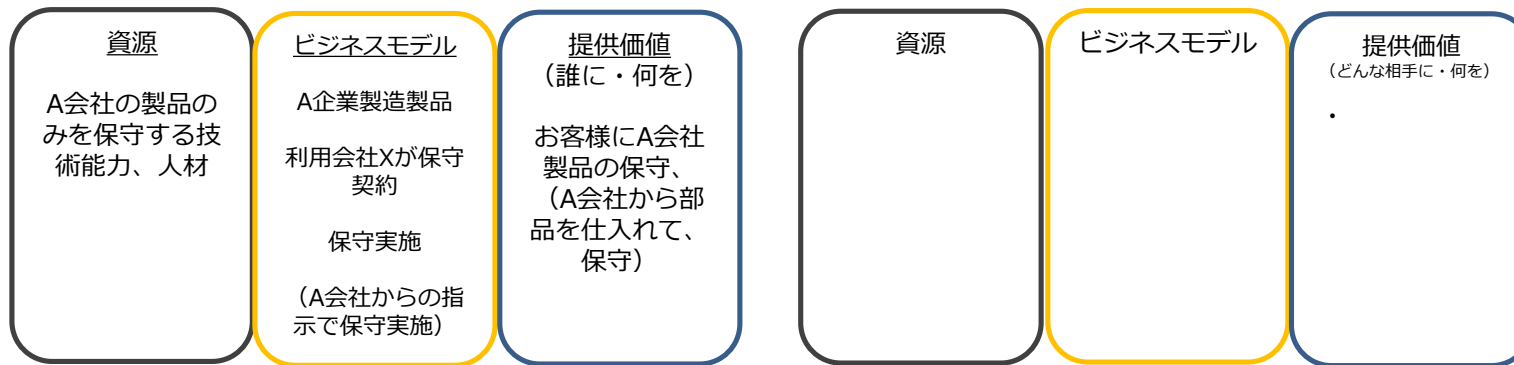 資源
A会社の製品の
みを保守する技
術能力、人材
ビジネスモデル
A企業製造製品
利用会社Xが保守
契約
保守実施
（A会社からの指
示で保守実施）
提供価値
（誰に・何を）
お客様にA会社
製品の保守、
（A会社から部
品を仕入れて、
保守）
資源
ビジネスモデル
提供価値
（どんな相手に・何を）
・